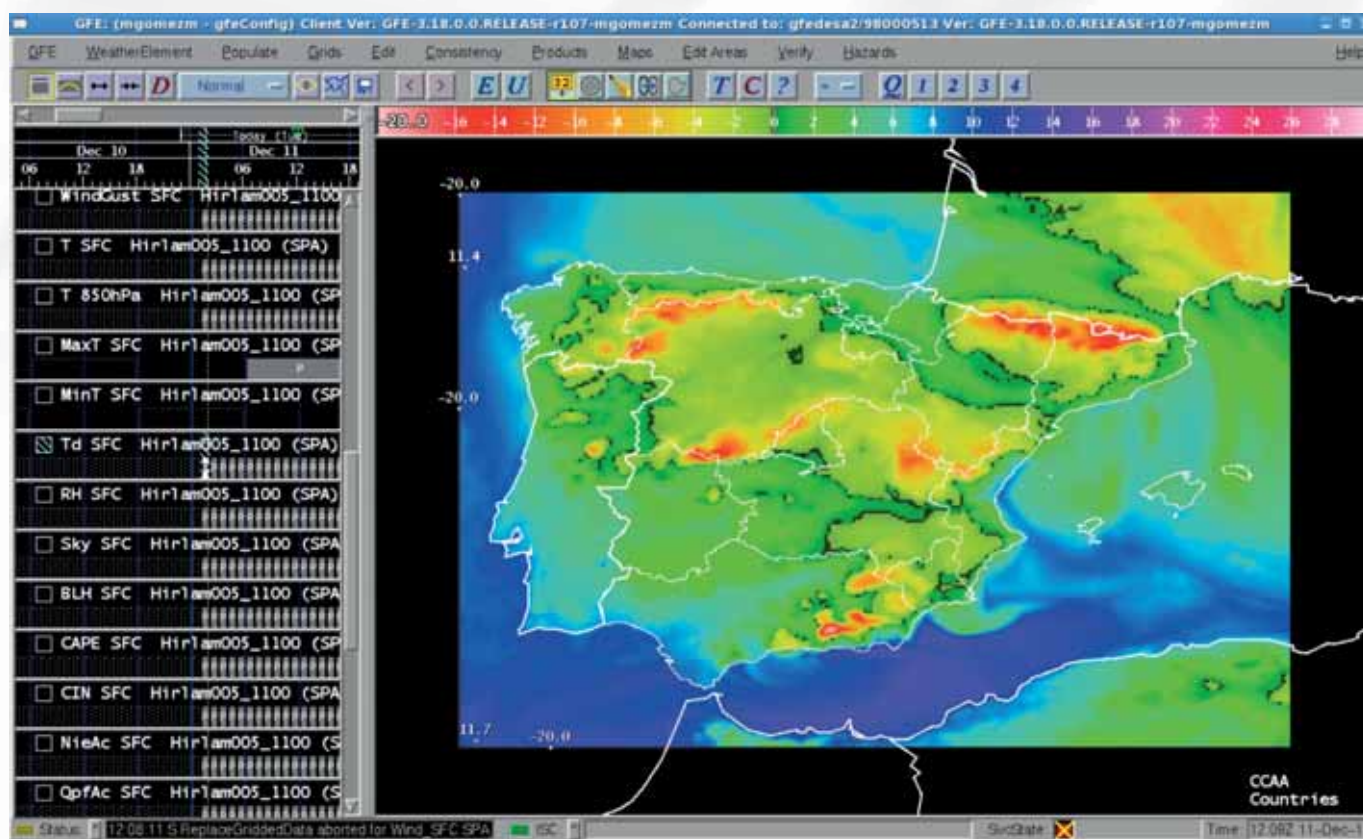 GFE: (mgomezm - gfeConfig) Client Ver: GFE-3.18.0.0.RELEASE-r107-mgomezm Connected to: gfedesa2/98000513 Ver: GFE-3.18.0.0.RELEASE-r107-mgomezm
GFE WeatherElement Populate Grids Edit Consistency Products Maps Edit Areas Verify Hazards Help
D Normal < > E U 32 T C ? Q 1 2 3 4
-20.0 -16 -14 -12 -10 -8 -6 -4 -2 0 2 4 6 8 10 12 14 16 18 20 22 24 26 28
Today (Tue)
Dec 10 Dec 11
06 12 18 06 12 18
WindGust SFC Hirlam005_1100
T SFC Hirlam005_1100 (SPA)
T 850hPa Hirlam005_1100 (SP
MaxT SFC Hirlam005_1100 (SP
P
MinT SFC Hirlam005_1100 (SP
Td SFC Hirlam005_1100 (SPA)
RH SFC Hirlam005_1100 (SPA)
Sky SFC Hirlam005_1100 (SPA
BLH SFC Hirlam005_1100 (SPA
CAPE SFC Hirlam005_1100 (SP
CIN SFC Hirlam005_1100 (SPA
NieAc SFC Hirlam005_1100 (S
QpfAc SFC Hirlam005_1100 (S
-20.0
11.4
-20.0
11.7
-20.0
CCAA
Countries
Status: 12:08:11 S ReplaceGriddedData aborted for Wind_SFC SPA ISC: SvcState: Time: 12:09Z 11-Dec-1